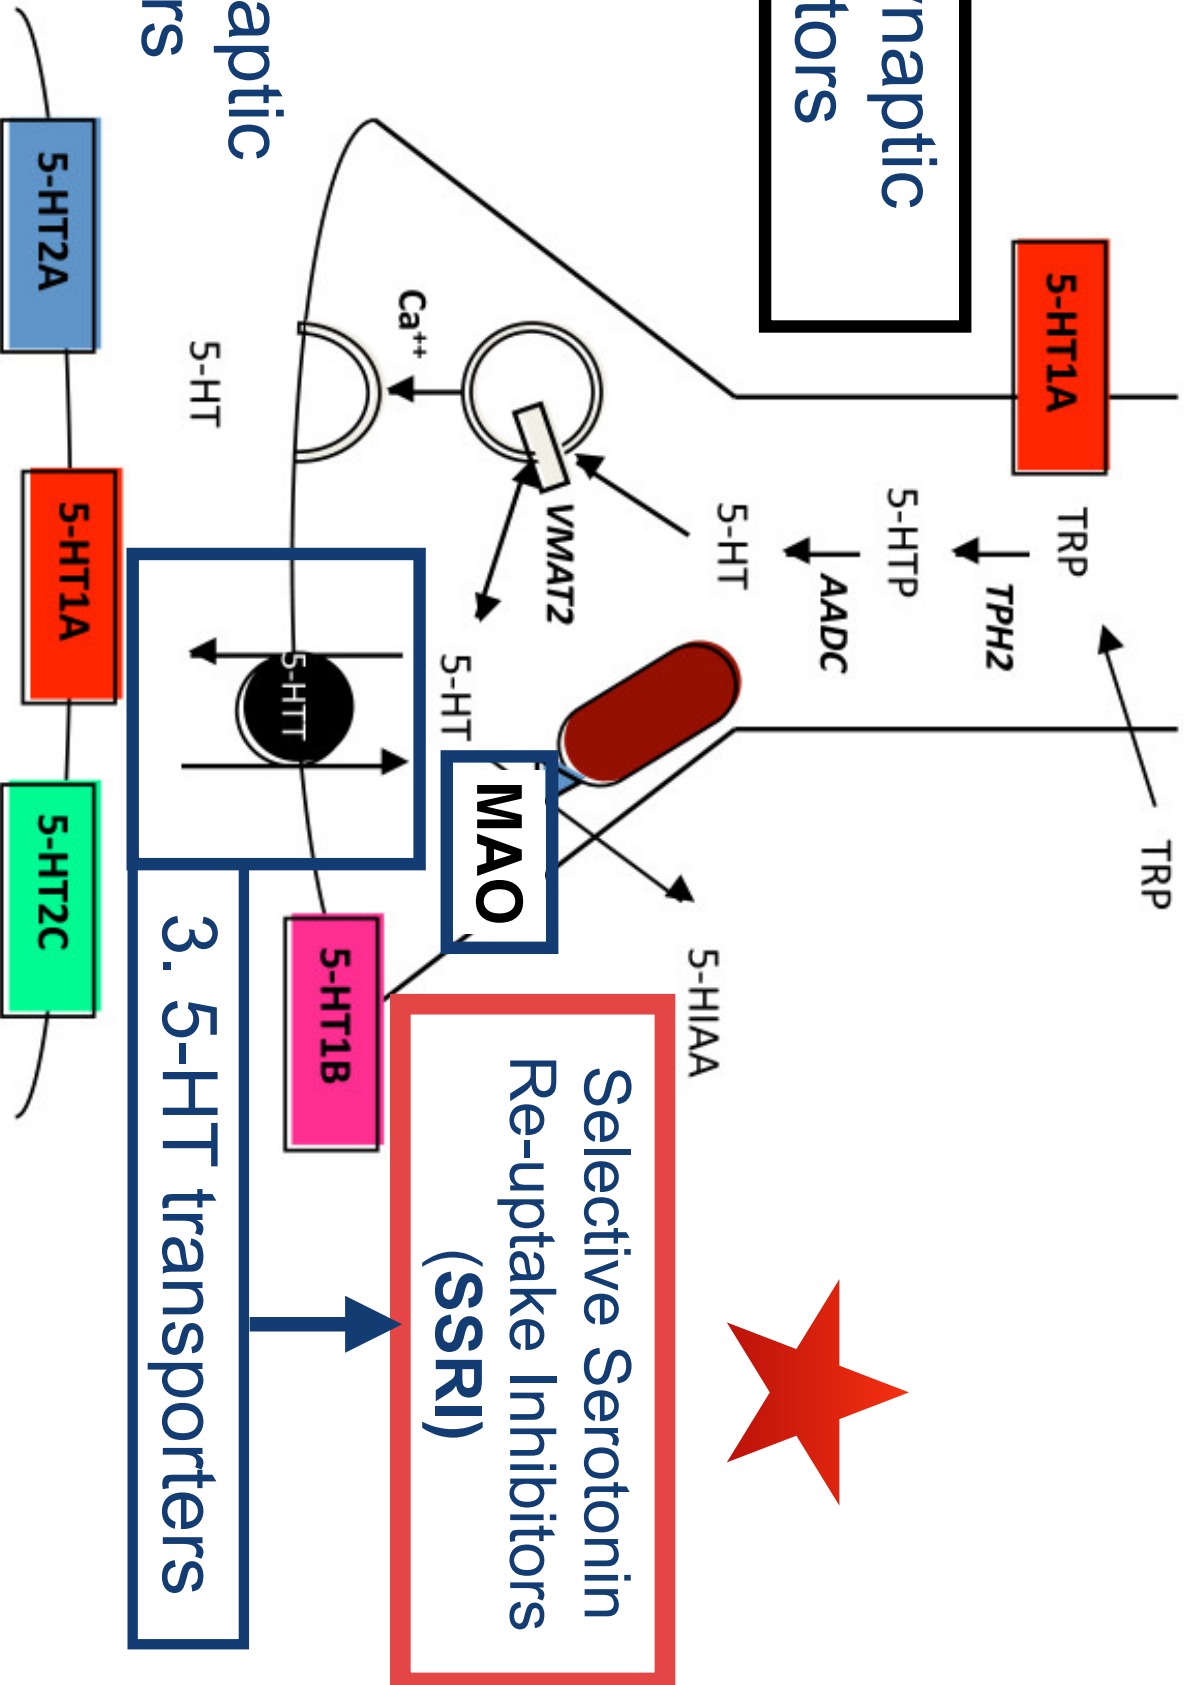 ynaptic
tors
5-HT1A
TRP
TRP
TPH2
5-HTP
AADC
5-HT
VMAT2
Ca++
5-HT
MAO
5-HIAA
Selective Serotonin
Re-uptake Inhibitors
(SSRI)
aptic
rs
5-HT
5-HTT
5-HT1B
3. 5-HT transporters
5-HT2A
5-HT1A
5-HT2C